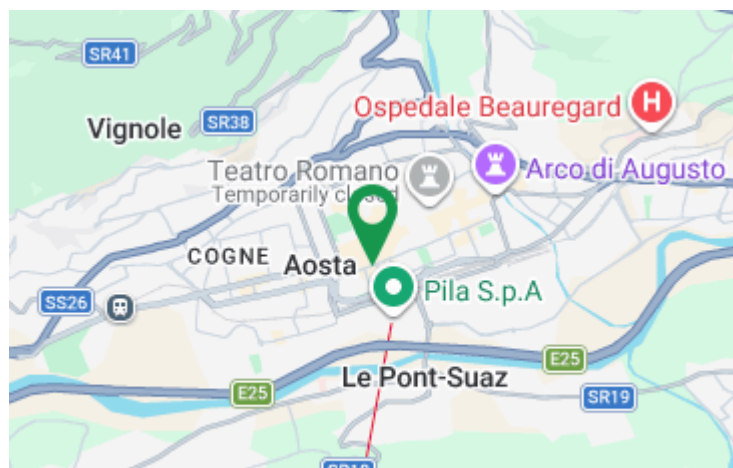 SR41
Vignole
SR38
Ospedale Beauregard
H
Teatro Romano
Temporarily closed
Arco di Augusto
COGNE
Aosta
Pila S.p.A
SS26
E25
Le Pont-Suaz
E25
SR19